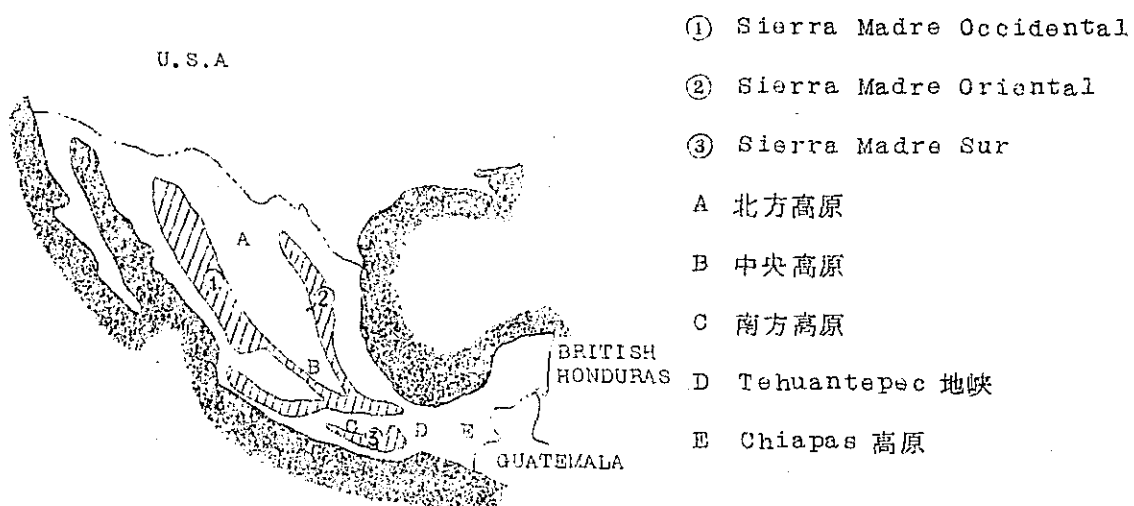 U.S.A
A
1
2
B
BRITISH
HONDURAS
C
3
D
E
GUATEMALA
① Sierra Madre Occidental
② Sierra Madre Oriental
③ Sierra Madre Sur
A 北方高原
B 中央高原
C 南方高原
D Tehuantepec 地峡
E Chiapas 高原